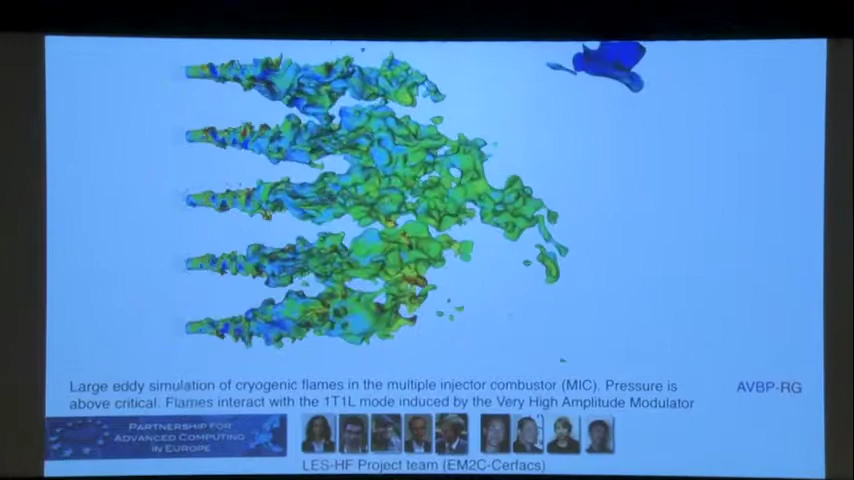 Large eddy simulation of cryogenic flames in the multiple injector combustor (MIC). Pressure is
above critical. Flames interact with the 1T1L mode induced by the Very High Amplitude Modulator
AVBP-RG
PARTNERSHIP FOR
ADVANCED COMPUTING
IN EUROPE
LES-HF Project team (EM2C-Cerfacs)